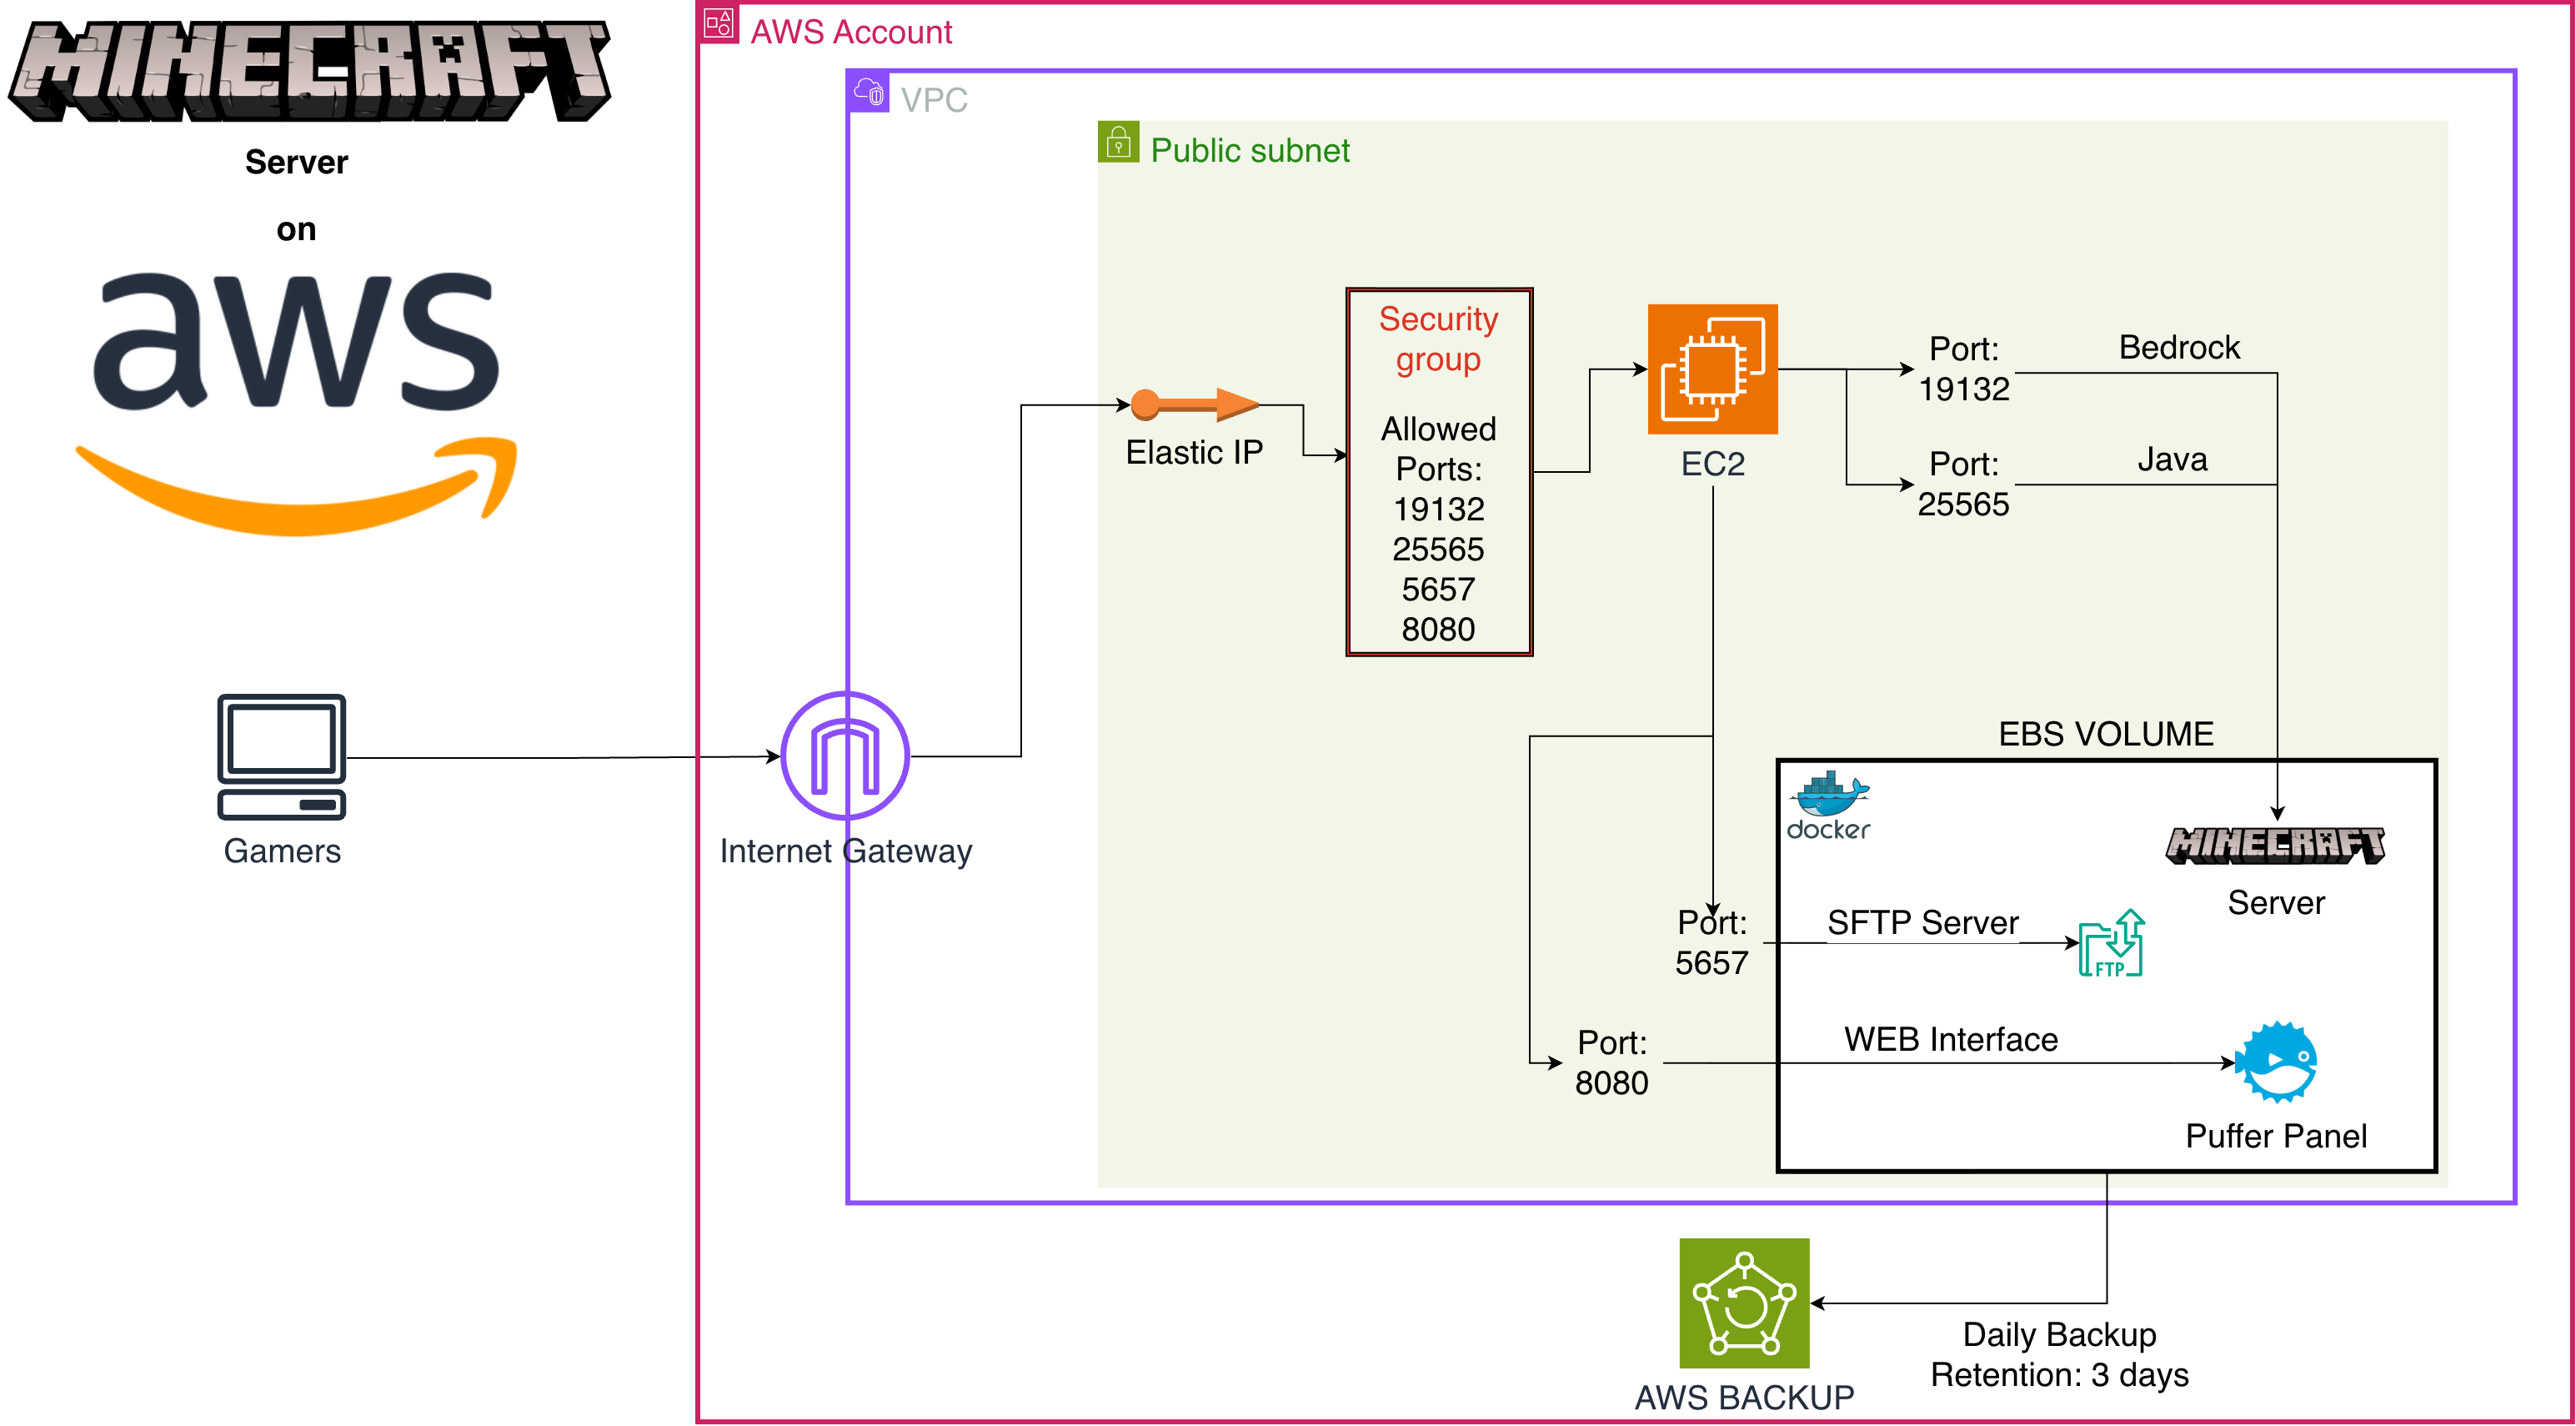 MINECRAFT
Server
on
aws
AWS Account
VPC
Public subnet
Security
group
Allowed
Ports:
19132
25565
5657
8080
Elastic IP
EC2
Port:
19132
Bedrock
Port:
25565
Java
Gamers
Internet Gateway
EBS VOLUME
docker
MINECRAFT
Server
Port:
5657
SFTP Server
FTP
Port:
8080
WEB Interface
Puffer Panel
AWS BACKUP
Daily Backup
Retention: 3 days